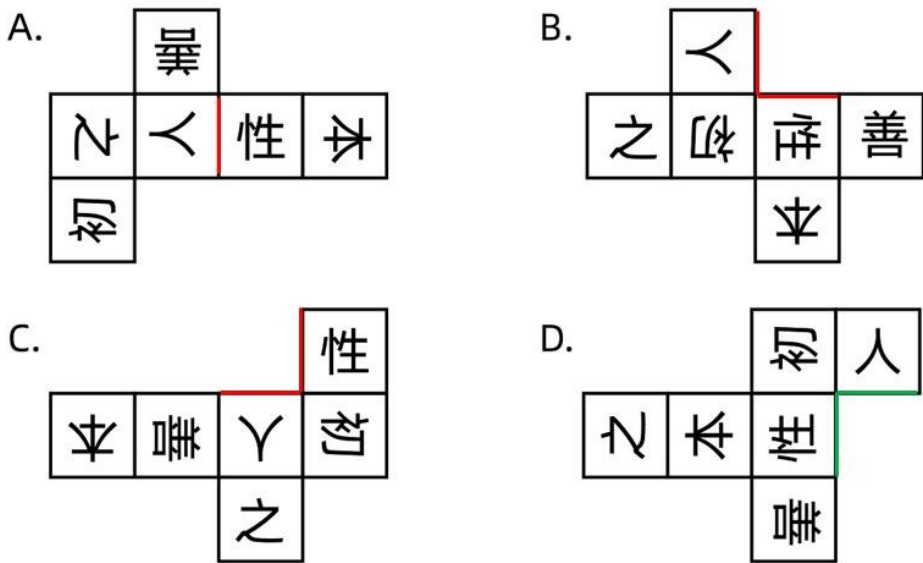 A.
善
之人性本
初
B.
人
之初性善
本
C.
性
本善人初
之
D.
初人
之本性
善